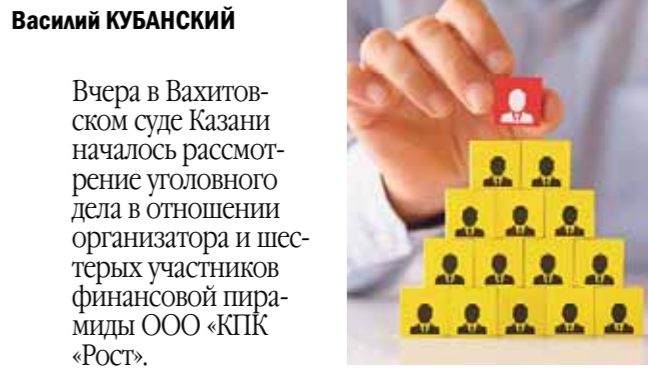 Василий КУБАНСКИЙ
Вчера в Вахитов-
ском суде Казани
началось рассмот-
рение уголовного
дела в отношении
организатора и шес-
терых участников
финансовой пира-
миды ООО «КПК
«Рост».